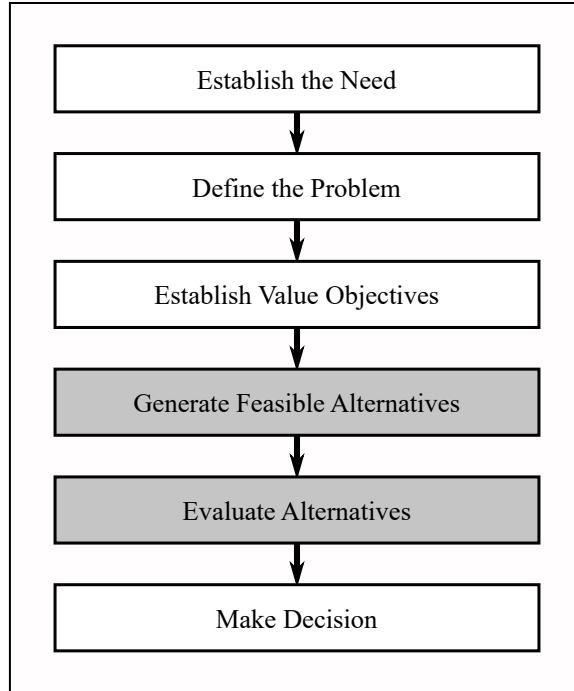 Establish the Need
Define the Problem
Establish Value Objectives
Generate Feasible Alternatives
Evaluate Alternatives
Make Decision